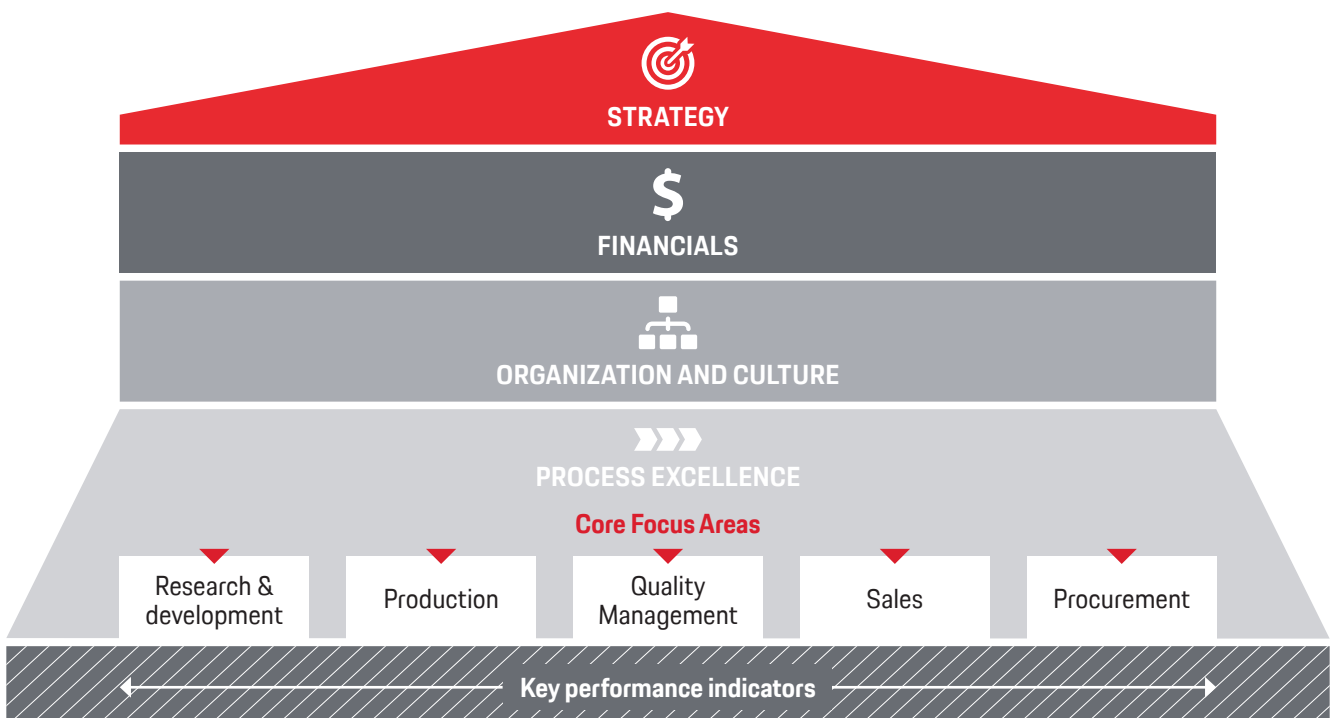 STRATEGY
$
FINANCIALS
ORGANIZATION AND CULTURE
PROCESS EXCELLENCE
Core Focus Areas
Research &
development
Production
Quality
Management
Sales
Procurement
Key performance indicators